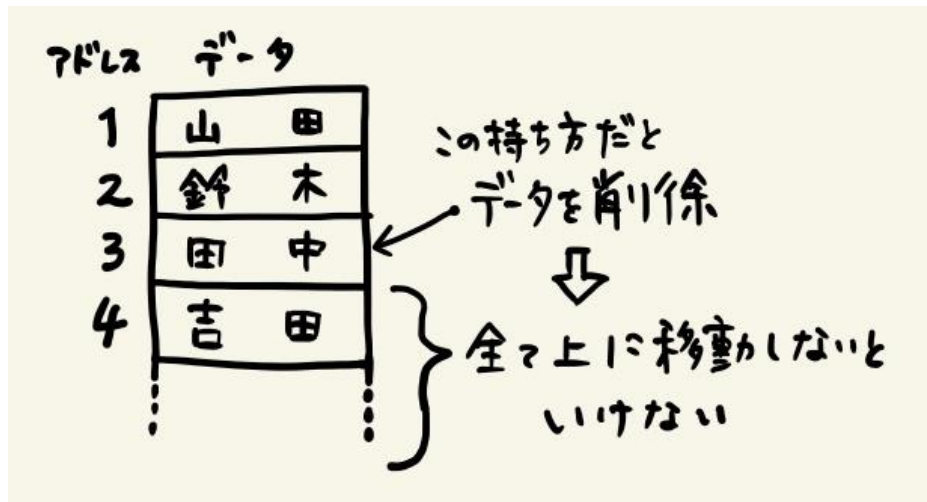 アドレス データ
1 山田
2 鈴木
3 田中
4 吉田
この持ち方だと
データを削除
全て上に移動しないと
いけない